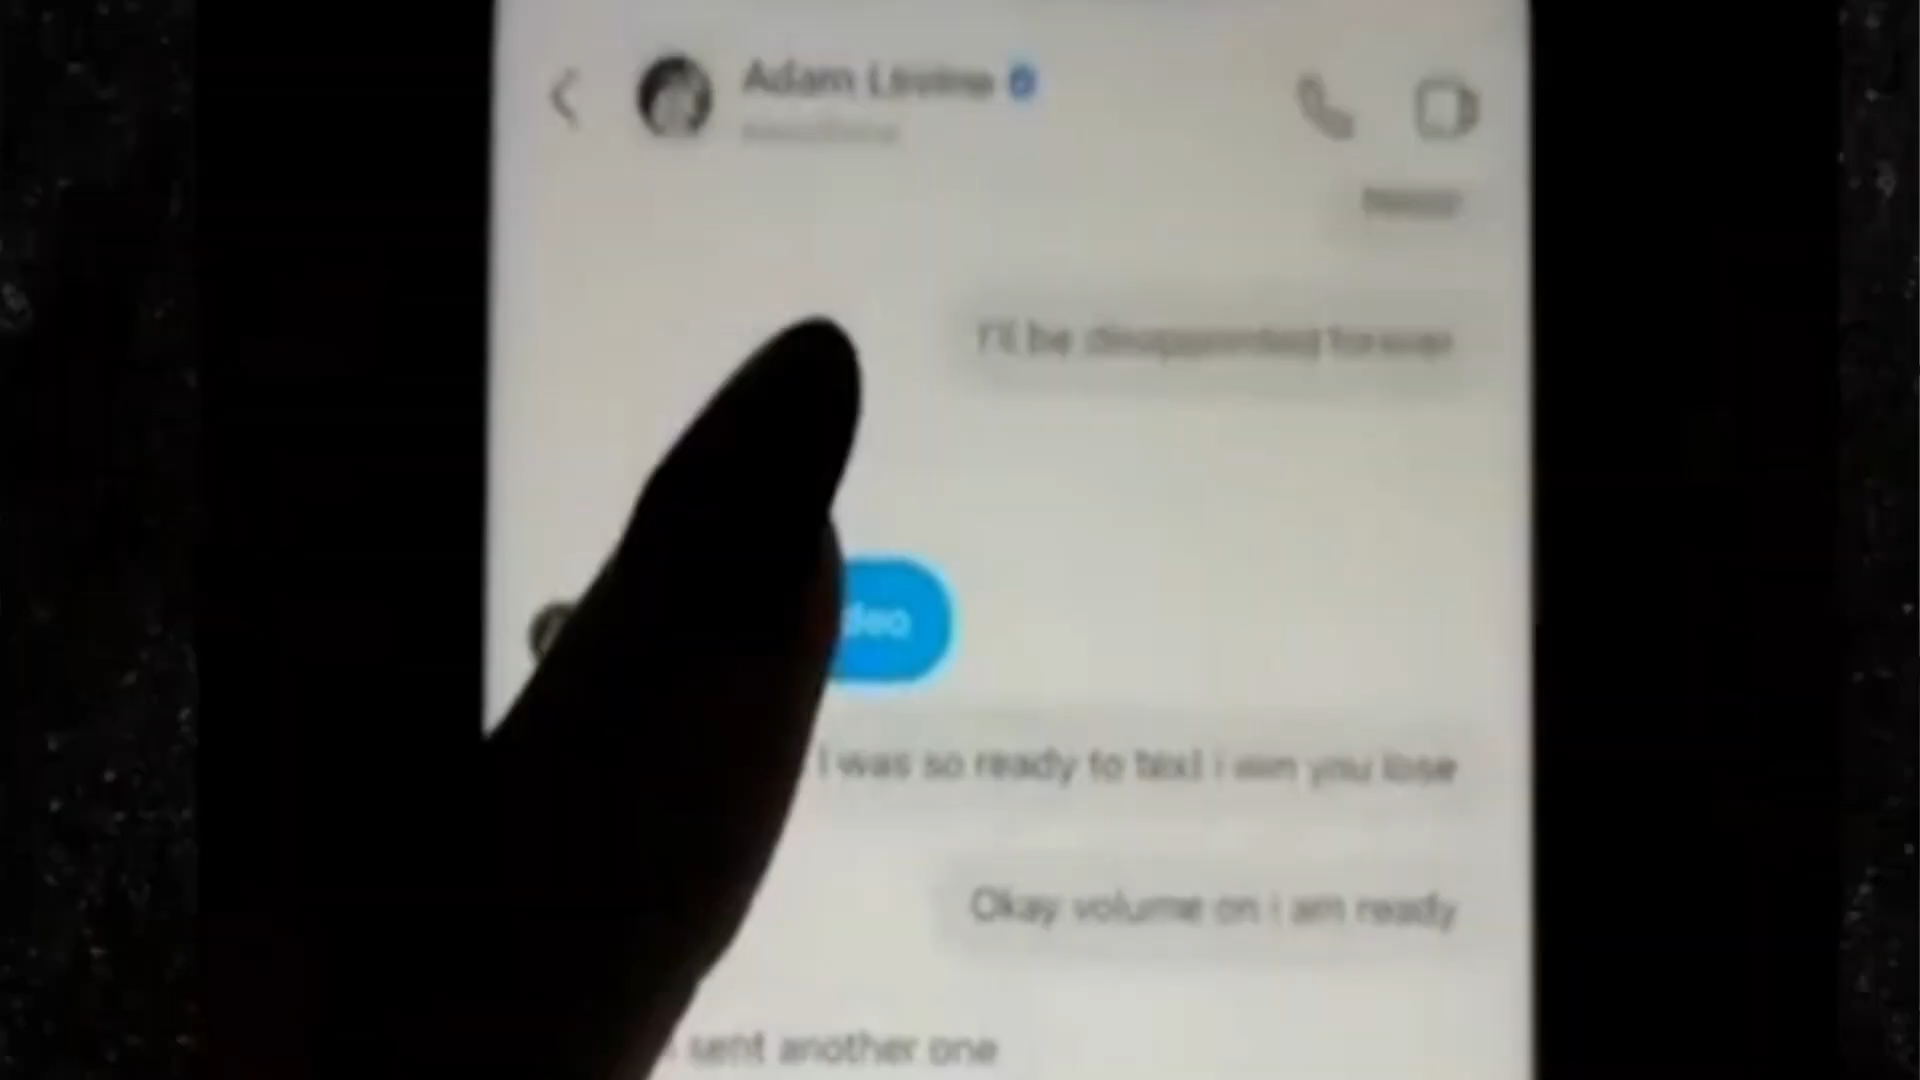 Adam Levine
I'll be disappointed forever
deo
I was so ready to text i win you lose
Okay volume on i am ready
sent another one